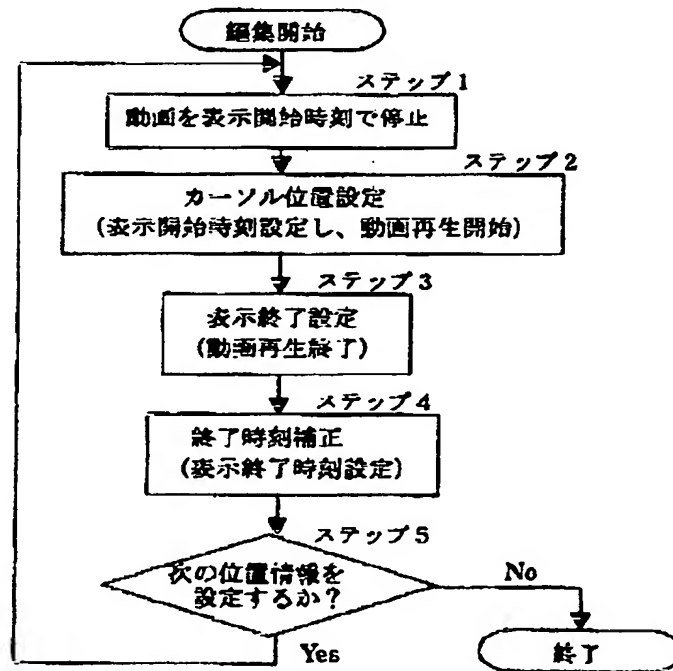 編集開始
ステップ1
動画を表示開始時刻で停止
ステップ2
カーソル位置設定
(表示開始時刻設定し、動画再生開始)
ステップ3
表示終了設定
(動画再生終了)
ステップ4
終了時刻補正
(表示終了時刻設定)
ステップ5
次の位置情報を
設定するか?
No
Yes
終了